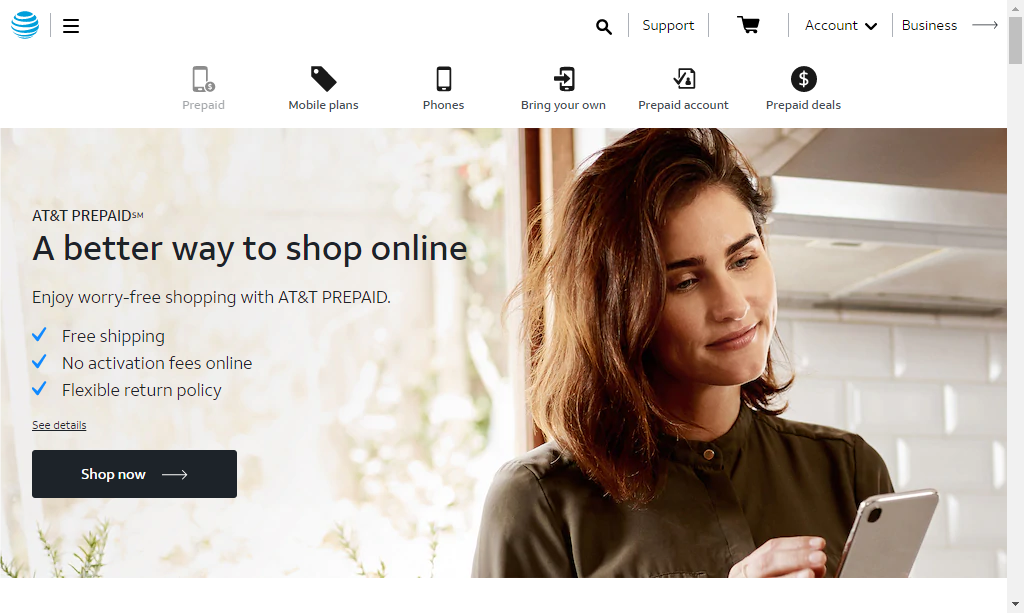 Support
Account
Business
Prepaid
Mobile plans
Phones
Bring your own
Prepaid account
Prepaid deals
AT&T PREPAID℠
A better way to shop online
Enjoy worry-free shopping with AT&T PREPAID.
Free shipping
No activation fees online
Flexible return policy
See details
Shop now